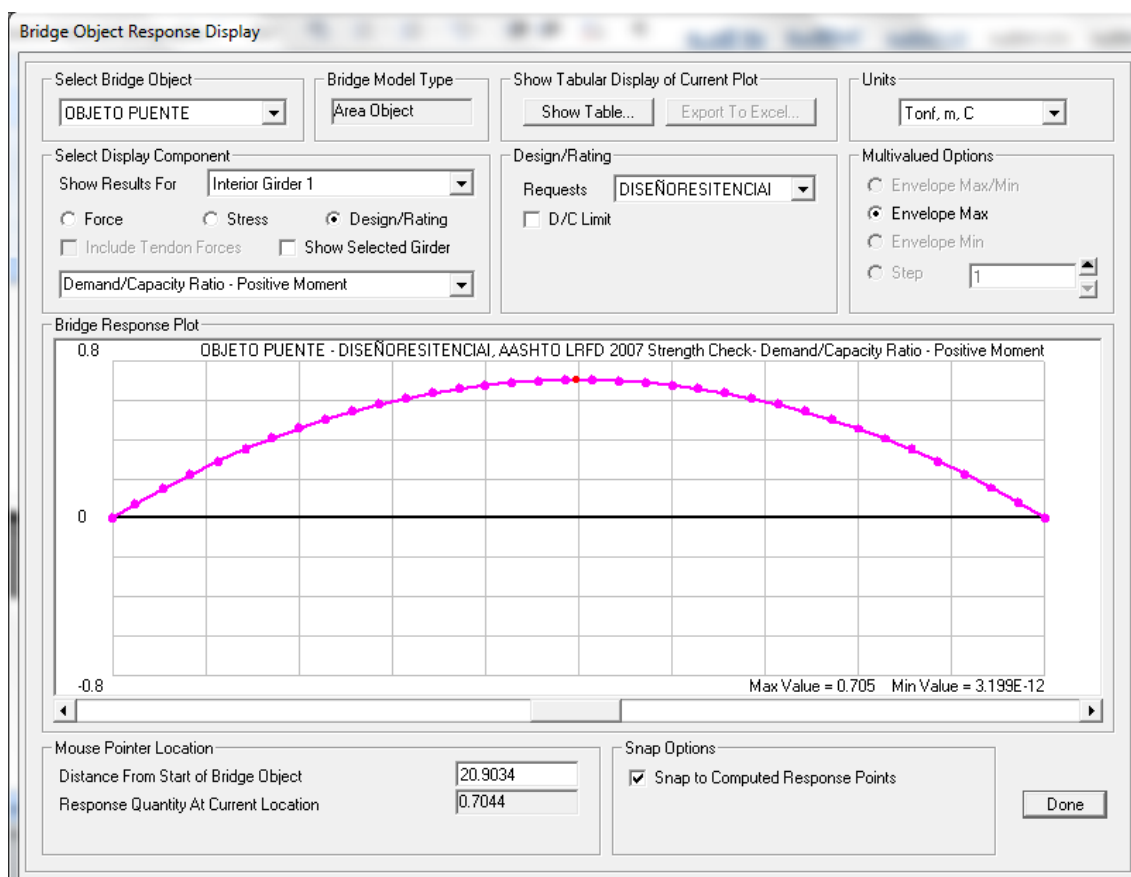 Bridge Object Response Display
Select Bridge Object
OBJETO PUENTE
Bridge Model Type
Area Object
Show Tabular Display of Current Plot
Show Table...
Export To Excel...
Units
Tonf, m, C
Select Display Component
Show Results For
Interior Girder 1
Force
Stress
Design/Rating
Include Tendon Forces
Show Selected Girder
Demand/Capacity Ratio - Positive Moment
Design/Rating
Requests
DISEÑORESITENCIAI
D/C Limit
Multivalued Options
Envelope Max/Min
Envelope Max
Envelope Min
Step
1
Bridge Response Plot
0.8
OBJETO PUENTE - DISEÑORESITENCIAI, AASHTO LRFD 2007 Strength Check- Demand/Capacity Ratio - Positive Moment
0
-0.8
Max Value = 0.705 Min Value = 3.199E-12
Mouse Pointer Location
Distance From Start of Bridge Object
20.9034
Response Quantity At Current Location
0.7044
Snap Options
Snap to Computed Response Points
Done